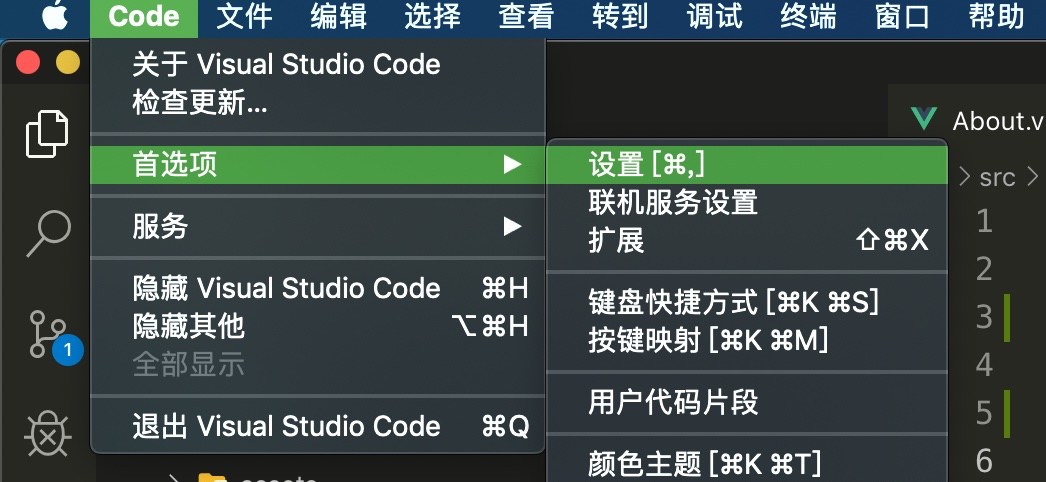 Code 文件 编辑 选择 查看 转到 调试 终端 窗口 帮助
关于 Visual Studio Code
检查更新...
首选项
服务
隐藏 Visual Studio Code ⌘H
隐藏其他 ⌥⌘H
全部显示
退出 Visual Studio Code ⌘Q
设置 [⌘,]
联机服务设置
扩展 ⇧⌘X
键盘快捷方式 [⌘K ⌘S]
按键映射 [⌘K ⌘M]
用户代码片段
颜色主题 [⌘K ⌘T]
About.v
src
1
2
3
4
5
6
1